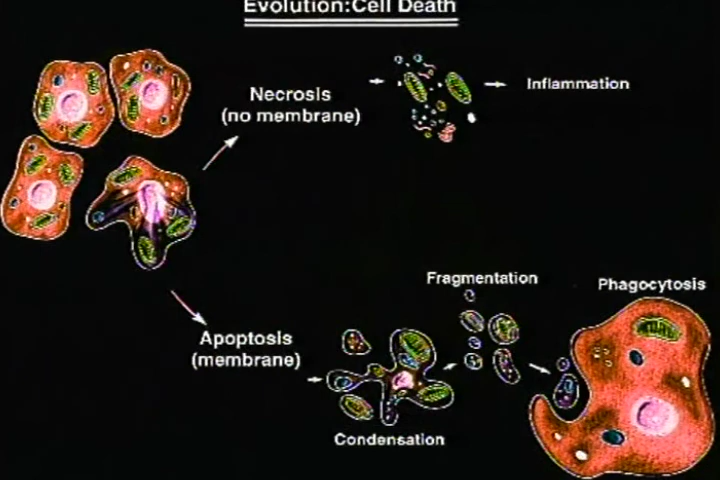 Evolution:Cell Death
Necrosis
(no membrane)
Inflammation
Fragmentation
Phagocytosis
Apoptosis
(membrane)
Condensation